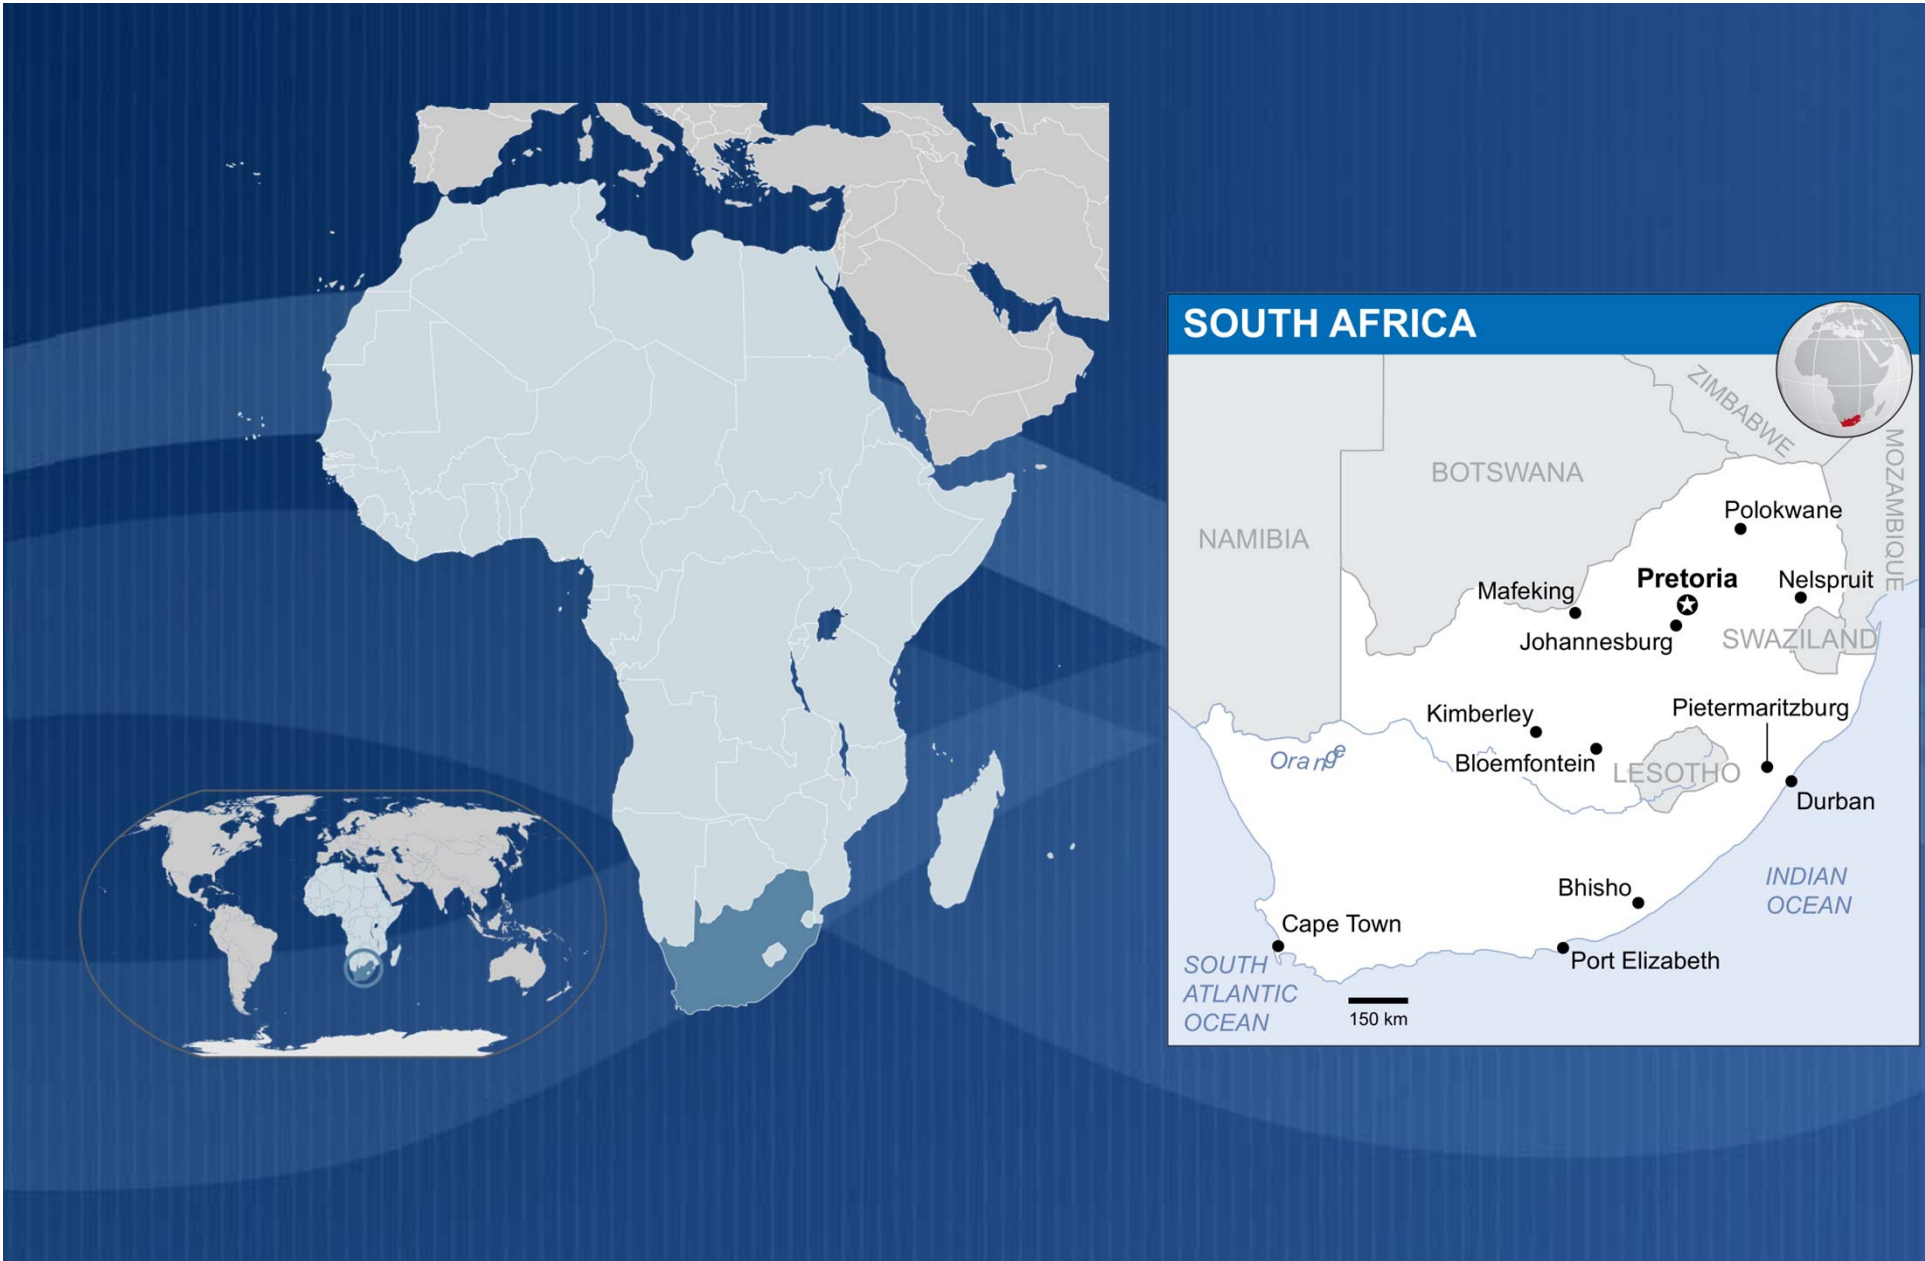 SOUTH AFRICA
ZIMBABWE
MOZAMBIQUE
BOTSWANA
NAMIBIA
Polokwane
Pretoria
Nelspruit
Mafeking
Johannesburg
SWAZILAND
Pietermaritzburg
Kimberley
Orange
Bloemfontein
LESOTHO
Durban
INDIAN
OCEAN
Bhisho
Cape Town
Port Elizabeth
SOUTH
ATLANTIC
OCEAN
150 km